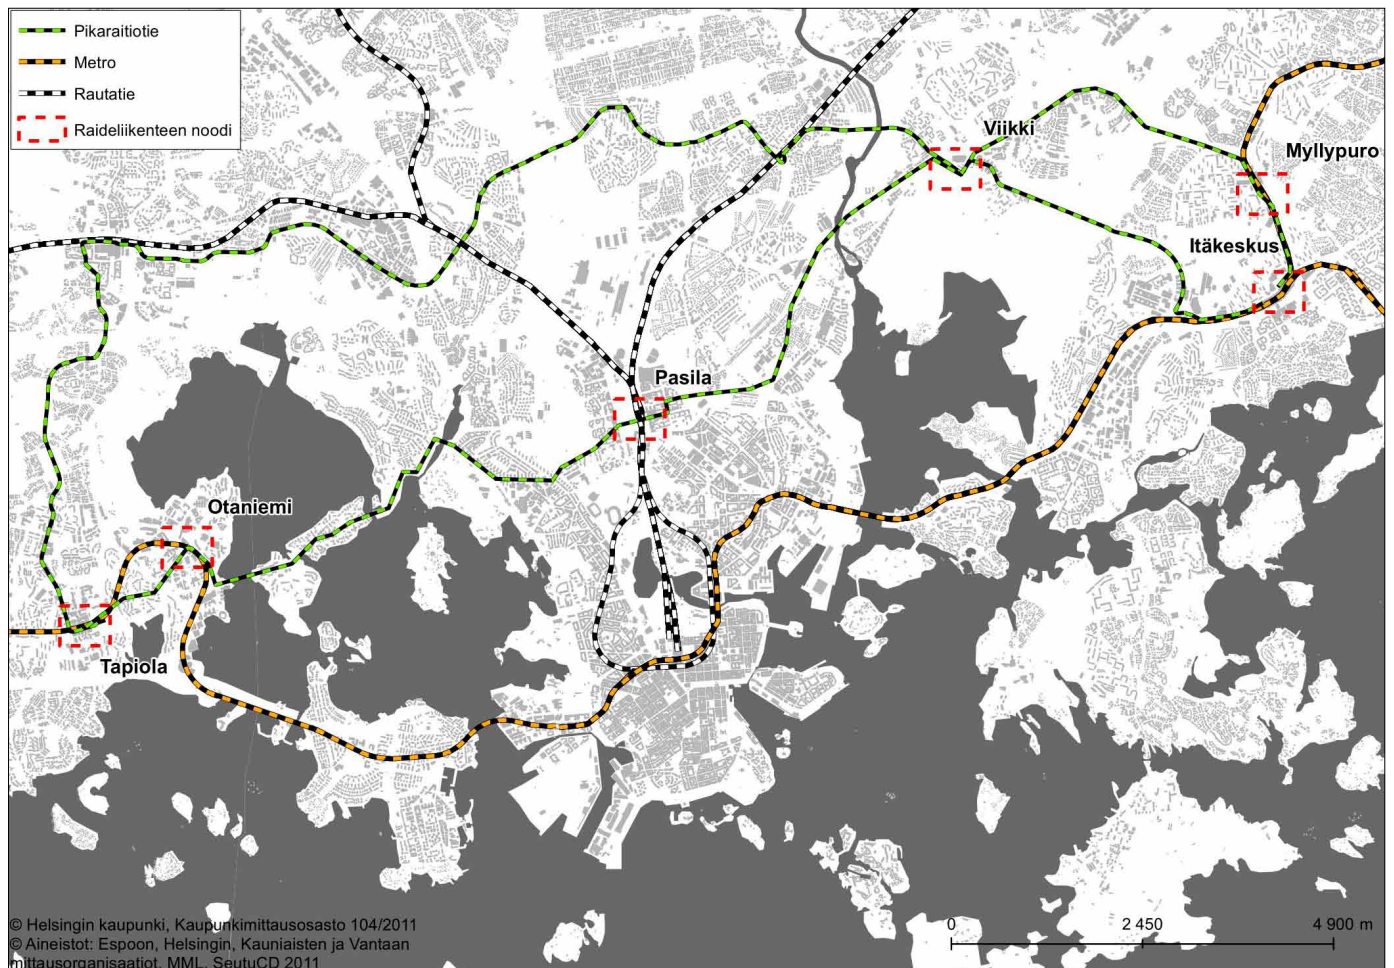 Pikaraitiotie
Metro
Rautatie
Raideliikenteen noodi
Viikki
Myllypuro
Itäkeskus
Pasila
Otaniemi
Tapiola
© Helsingin kaupunki, Kaupunkimittausosasto 104/2011
© Aineistot: Espoon, Helsingin, Kauniaisten ja Vantaan
mittausorganisaatiot, MML, SeutuCD 2011
0 2 450 4 900 m